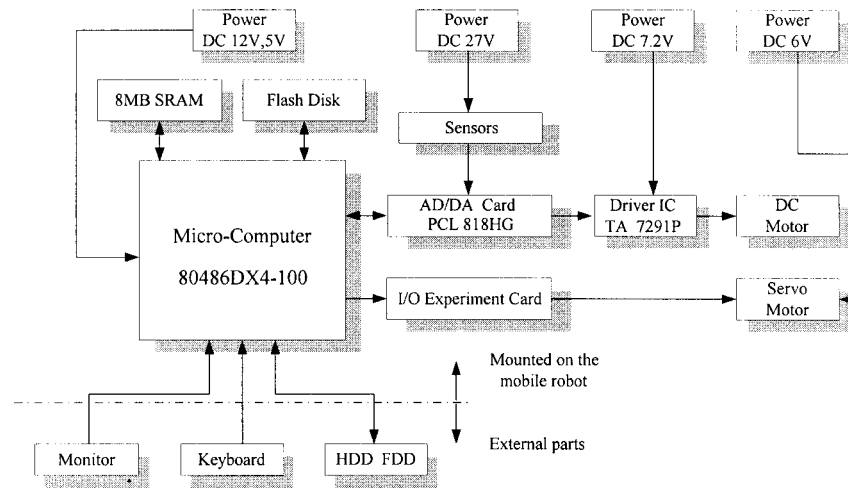 Power
DC 12V,5V
Power
DC 27V
Power
DC 7.2V
Power
DC 6V
8MB SRAM
Flash Disk
Sensors
Micro-Computer
80486DX4-100
AD/DA Card
PCL 818HG
Driver IC
TA 7291P
DC
Motor
I/O Experiment Card
Servo
Motor
Mounted on the
mobile robot
External parts
Monitor
Keyboard
HDD FDD